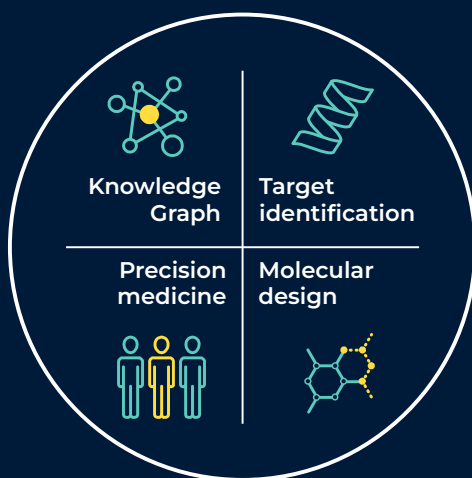 Knowledge
Graph
Target
identification
Precision
medicine
Molecular
design